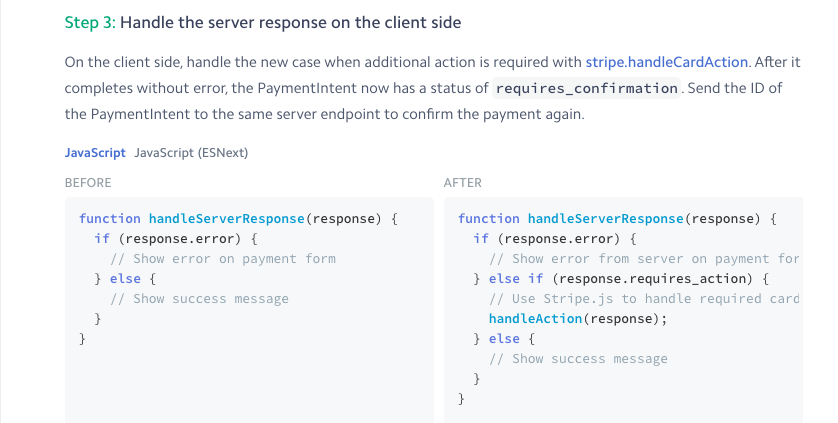 Step 3: Handle the server response on the client side
On the client side, handle the new case when additional action is required with stripe.handleCardAction. After it
completes without error, the PaymentIntent now has a status of requires_confirmation. Send the ID of
the PaymentIntent to the same server endpoint to confirm the payment again.
JavaScript JavaScript (ESNext)
BEFORE
function handleServerResponse(response) {
  if (response.error) {
    // Show error on payment form
  } else {
    // Show success message
  }
}
AFTER
function handleServerResponse(response) {
  if (response.error) {
    // Show error from server on payment for
  } else if (response.requires_action) {
    // Use Stripe.js to handle required card
    handleAction(response);
  } else {
    // Show success message
  }
}